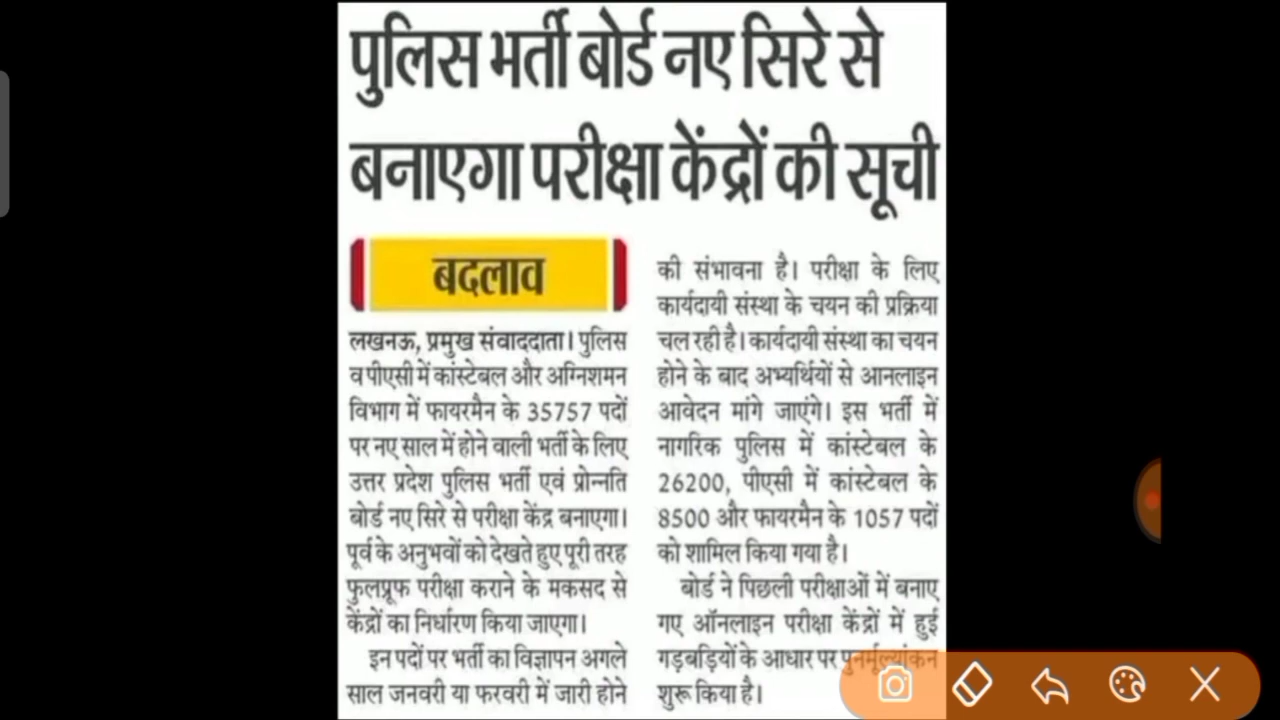 पुलिस भर्ती बोर्ड नए सिरे से
बनाएगा परीक्षा केंद्रों की सूची
बदलाव
लखनऊ, प्रमुख संवाददाता। पुलिस
व पीएसी में कांस्टेबल और अग्निशमन
विभाग में फायरमैन के 35757 पदों
पर नए साल में होने वाली भर्ती के लिए
उत्तर प्रदेश पुलिस भर्ती एवं प्रोन्नति
बोर्ड नए सिरे से परीक्षा केंद्र बनाएगा।
पूर्व के अनुभवों को देखते हुए पूरी तरह
फुलप्रूफ परीक्षा कराने के मकसद से
केंद्रों का निर्धारण किया जाएगा।
इन पदों पर भर्ती का विज्ञापन अगले
साल जनवरी या फरवरी में जारी होने
की संभावना है। परीक्षा के लिए
कार्यदायी संस्था के चयन की प्रक्रिया
चल रही है। कार्यदायी संस्था का चयन
होने के बाद अभ्यर्थियों से आनलाइन
आवेदन मांगे जाएंगे। इस भर्ती में
नागरिक पुलिस में कांस्टेबल के
26200, पीएसी में कांस्टेबल के
8500 और फायरमैन के 1057 पदों
को शामिल किया गया है।
बोर्ड ने पिछली परीक्षाओं में बनाए
गए ऑनलाइन परीक्षा केंद्रों में हुई
गड़बड़ियों के आधार पर पुनर्मूल्यांकन
शुरू किया है।